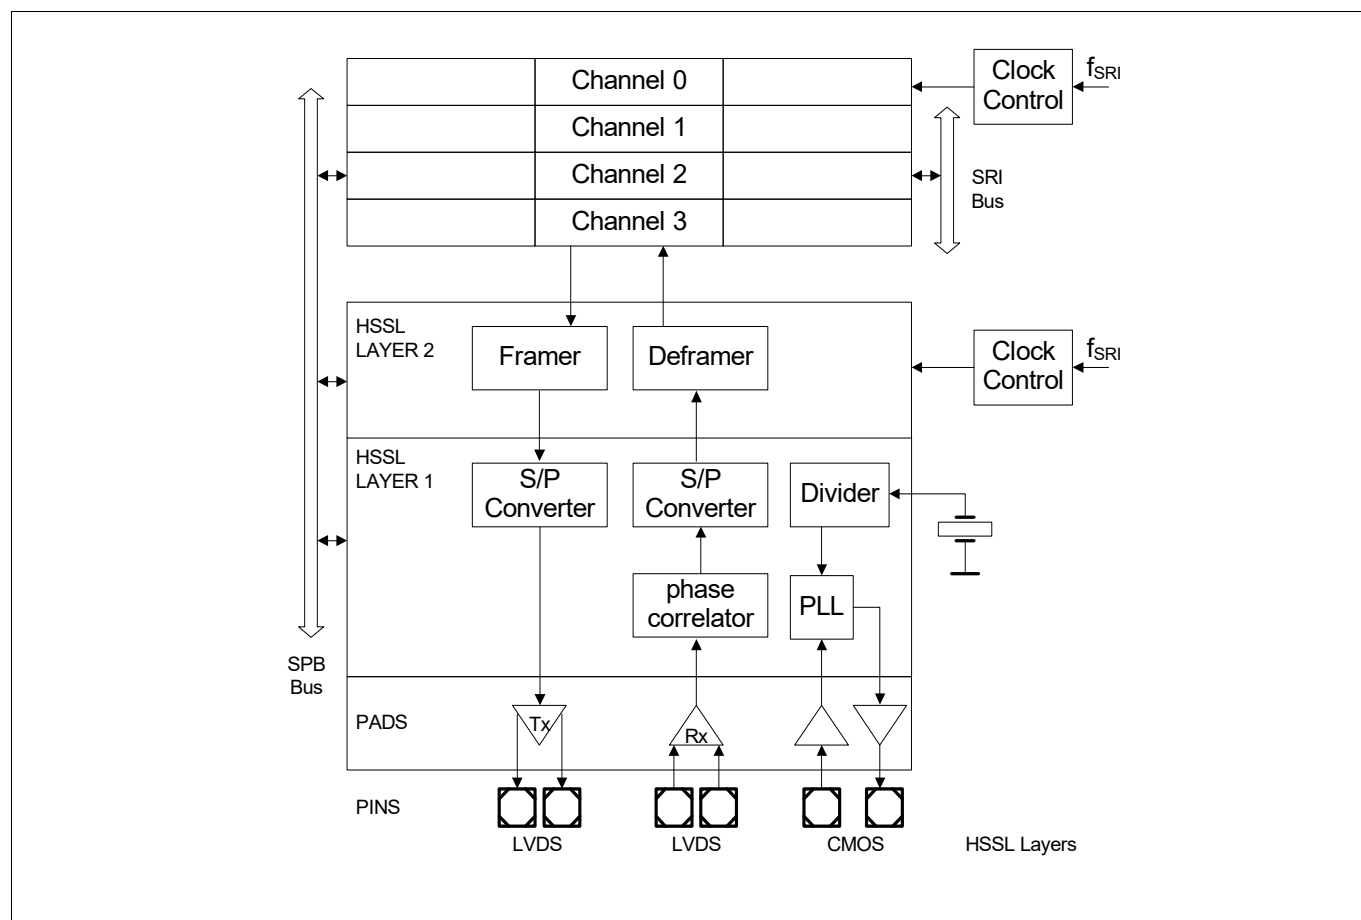 Channel 0
Clock
Control
fSRI
Channel 1
Channel 2
SRI
Bus
Channel 3
HSSL
LAYER 2
Framer
Deframer
Clock
Control
fSRI
HSSL
LAYER 1
S/P
Converter
S/P
Converter
Divider
phase
correlator
PLL
SPB
Bus
PADS
Tx
Rx
PINS
LVDS
LVDS
CMOS
HSSL Layers